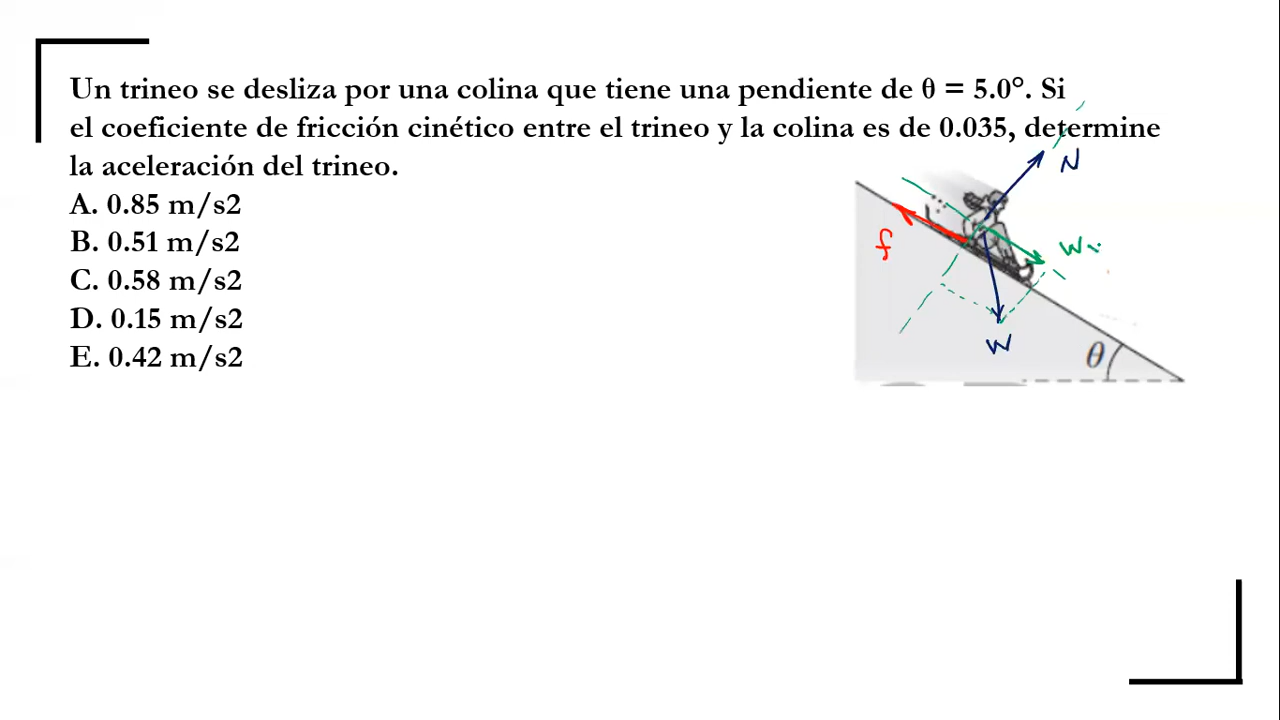 Un trineo se desliza por una colina que tiene una pendiente de θ = 5.0°. Si
el coeficiente de fricción cinético entre el trineo y la colina es de 0.035, determine
la aceleración del trineo.
A. 0.85 m/s2
B. 0.51 m/s2
C. 0.58 m/s2
D. 0.15 m/s2
E. 0.42 m/s2
N
f
W
θ